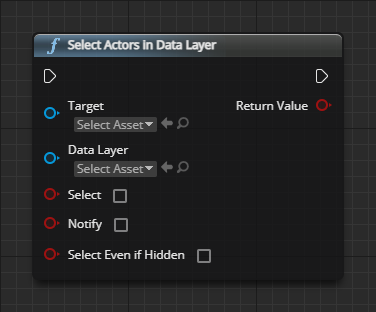 Select Actors in Data Layer
Target
Return Value
Select Asset
Data Layer
Select Asset
Select
Notify
Select Even if Hidden